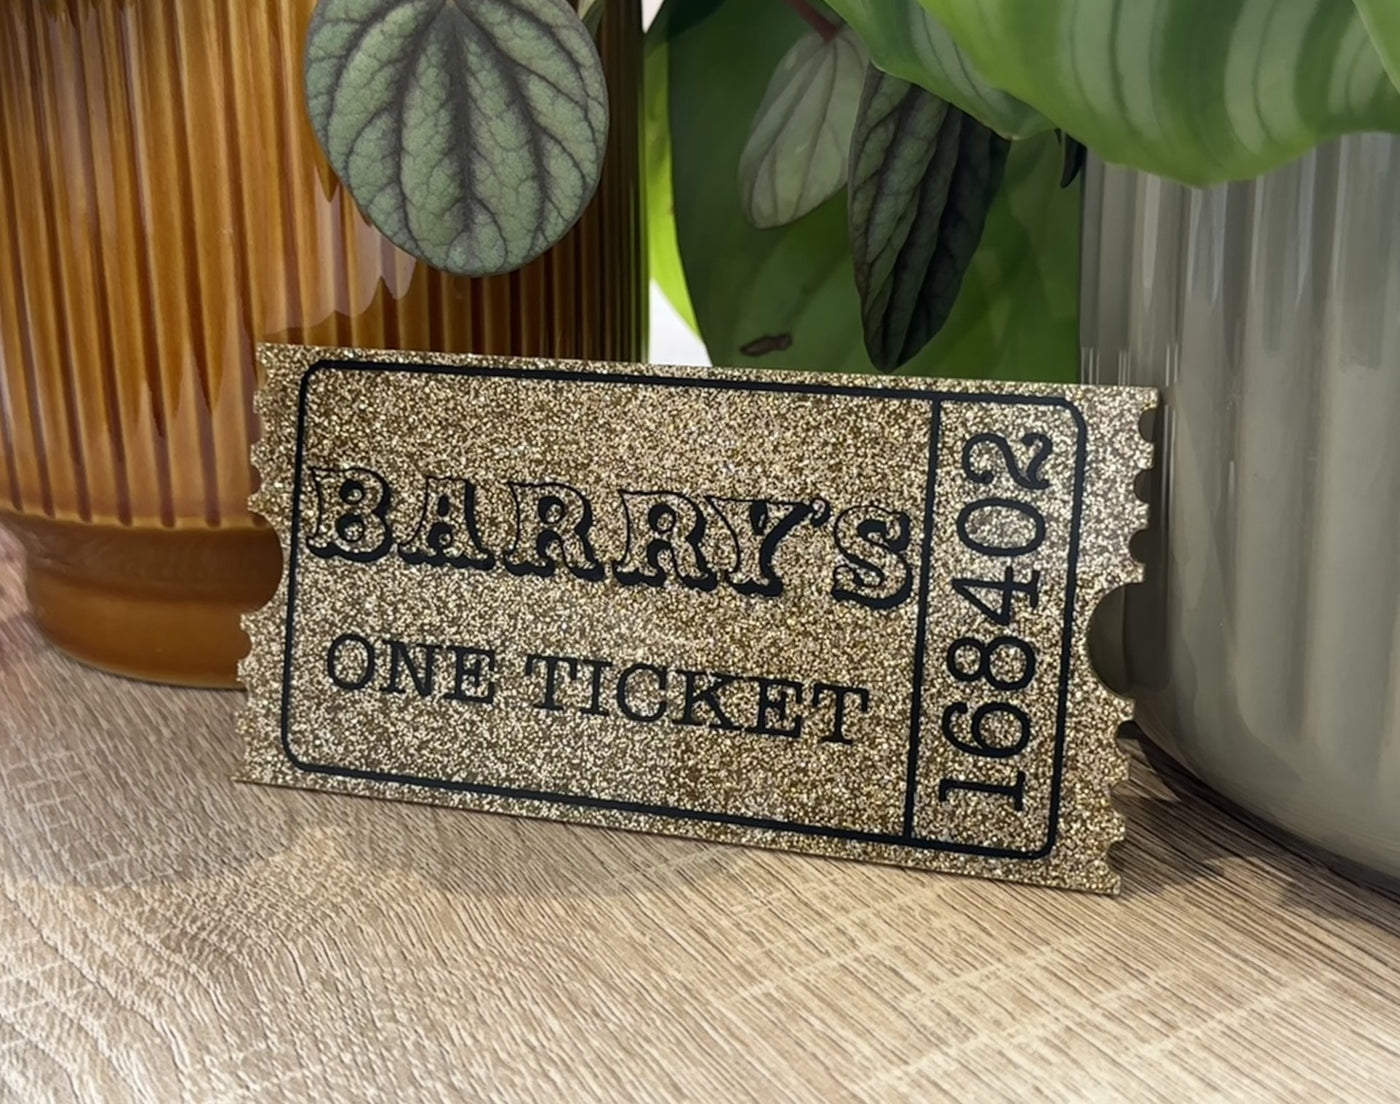 BARRY'S
ONE TICKET
168402